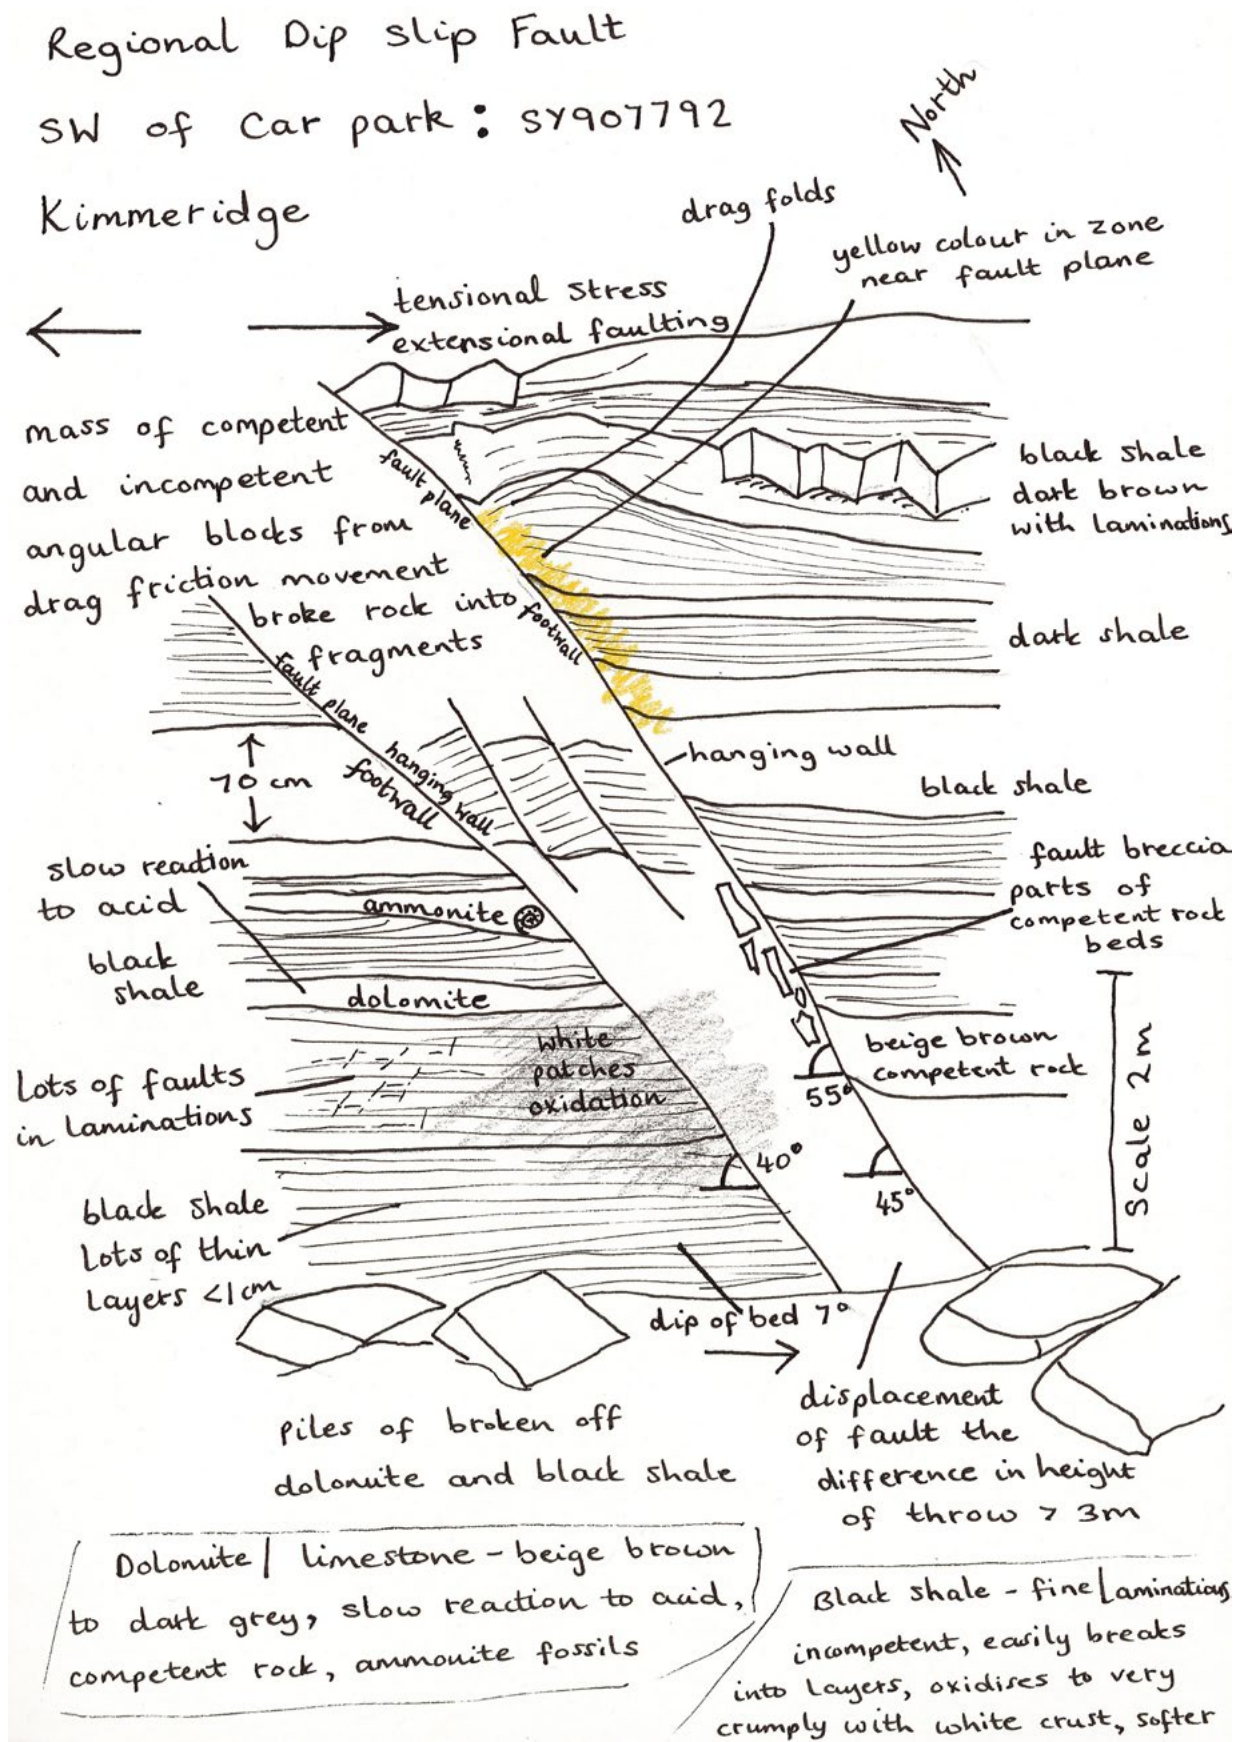 Regional Dip slip Fault
SW of Car park : SY907792
Kimmeridge
North
drag folds
yellow colour in zone
near fault plane
tensional stress
extensional faulting
mass of competent
and incompetent
angular blocks from
drag friction movement
broke rock into
fragments
fault plane
footwall
black shale
dark brown
with laminations
dark shale
fault plane
hanging wall
footwall
hanging wall
70 cm
black shale
slow reaction
to acid
ammonite
fault breccia
parts of
competent rock
beds
black
shale
dolomite
white
patches
oxidation
beige brown
competent rock
55°
Lots of faults
in laminations
40°
45°
Scale 2m
black shale
Lots of thin
Layers <1cm
dip of bed 7°
piles of broken off
dolomite and black shale
displacement
of fault the
difference in height
of throw > 3m
Dolomite / limestone - beige brown
to dark grey, slow reaction to acid,
competent rock, ammonite fossils
Black shale - fine laminations
incompetent, easily breaks
into layers, oxidises to very
crumply with white crust, softer